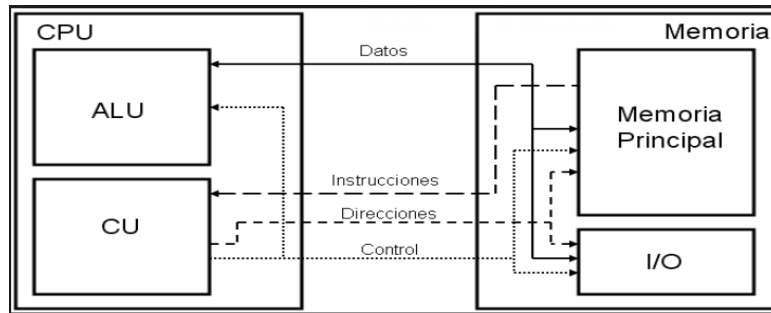 CPU
Memoria
Datos
ALU
Memoria
Principal
Instrucciones
CU
Direcciones
Control
I/O